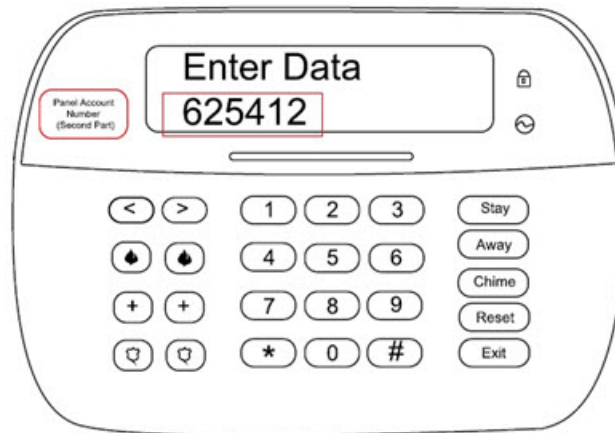 Enter Data
625412
Panel Account
Number
(Second Part)
< > 1 2 3 Stay
4 5 6 Away
Chime
+ + 7 8 9
Reset
* 0 # Exit